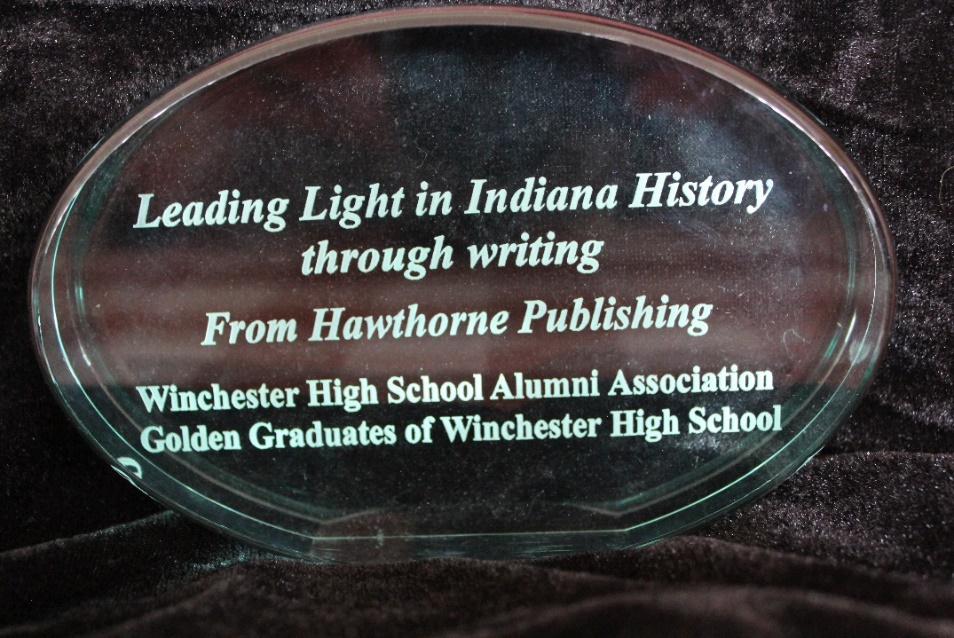 Leading Light in Indiana History
through writing
From Hawthorne Publishing
Winchester High School Alumni Association
Golden Graduates of Winchester High School